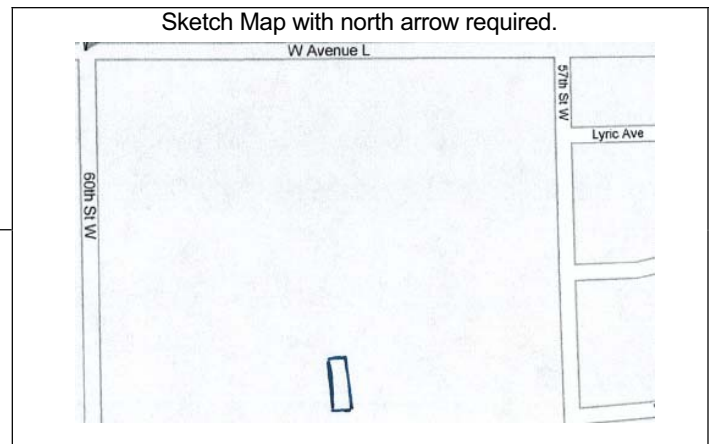 Sketch Map with north arrow required.
W Avenue L
57th St W
Lyric Ave
60th St W